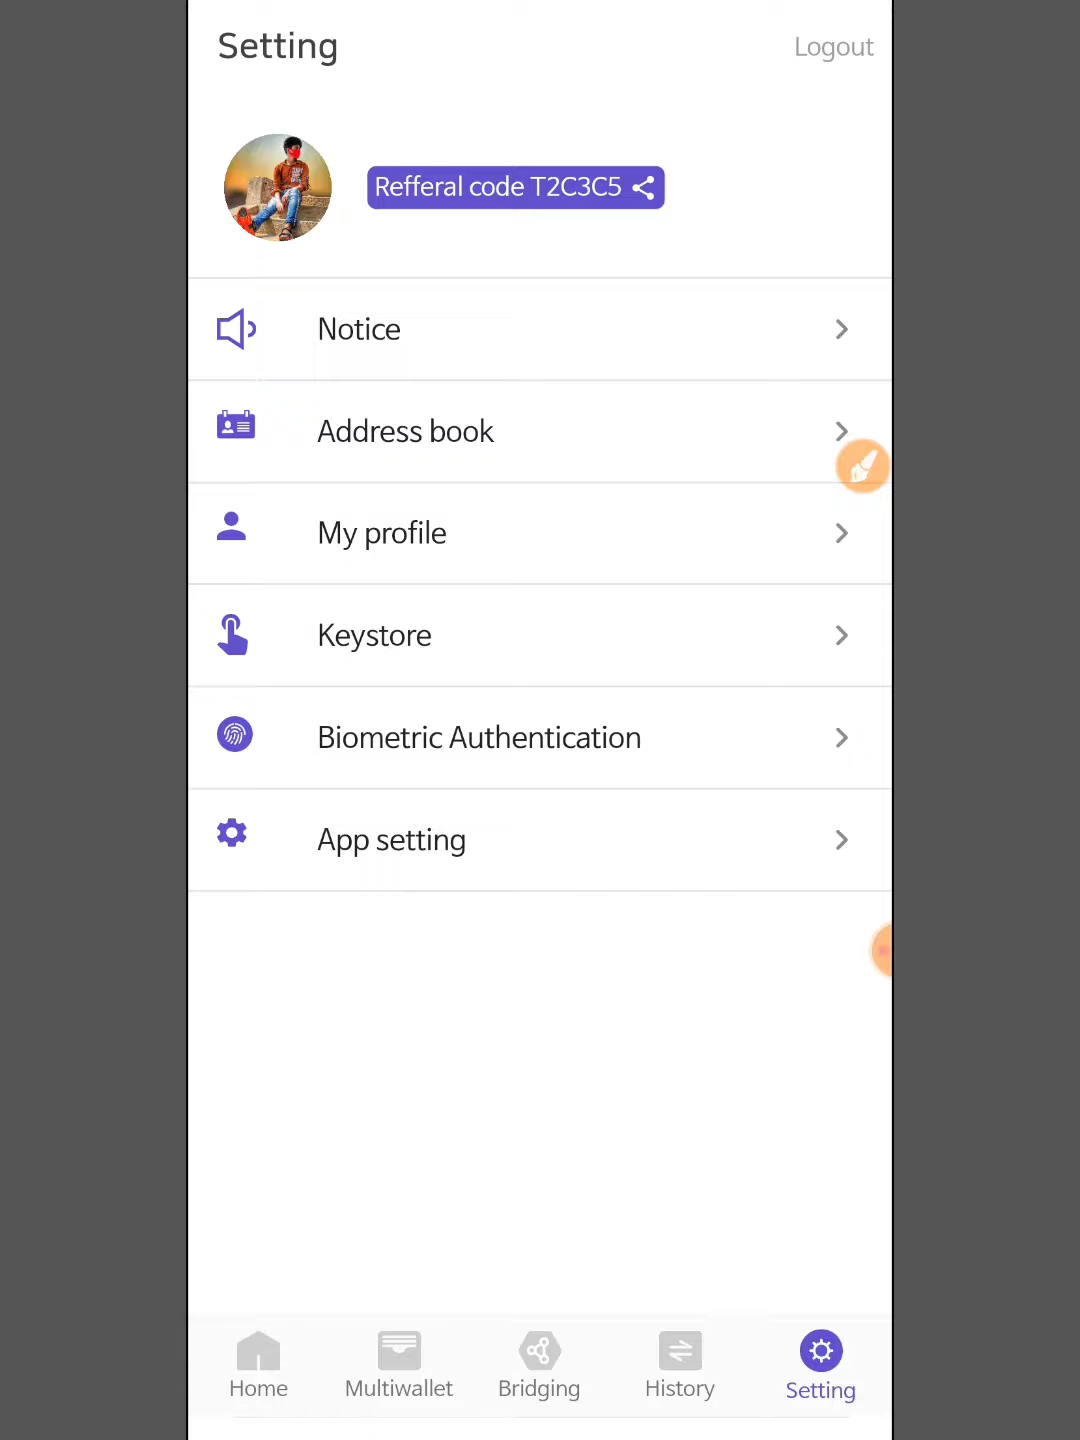 Setting
Logout
Refferal code T2C3C5
Notice
Address book
My profile
Keystore
Biometric Authentication
App setting
Home
Multiwallet
Bridging
History
Setting